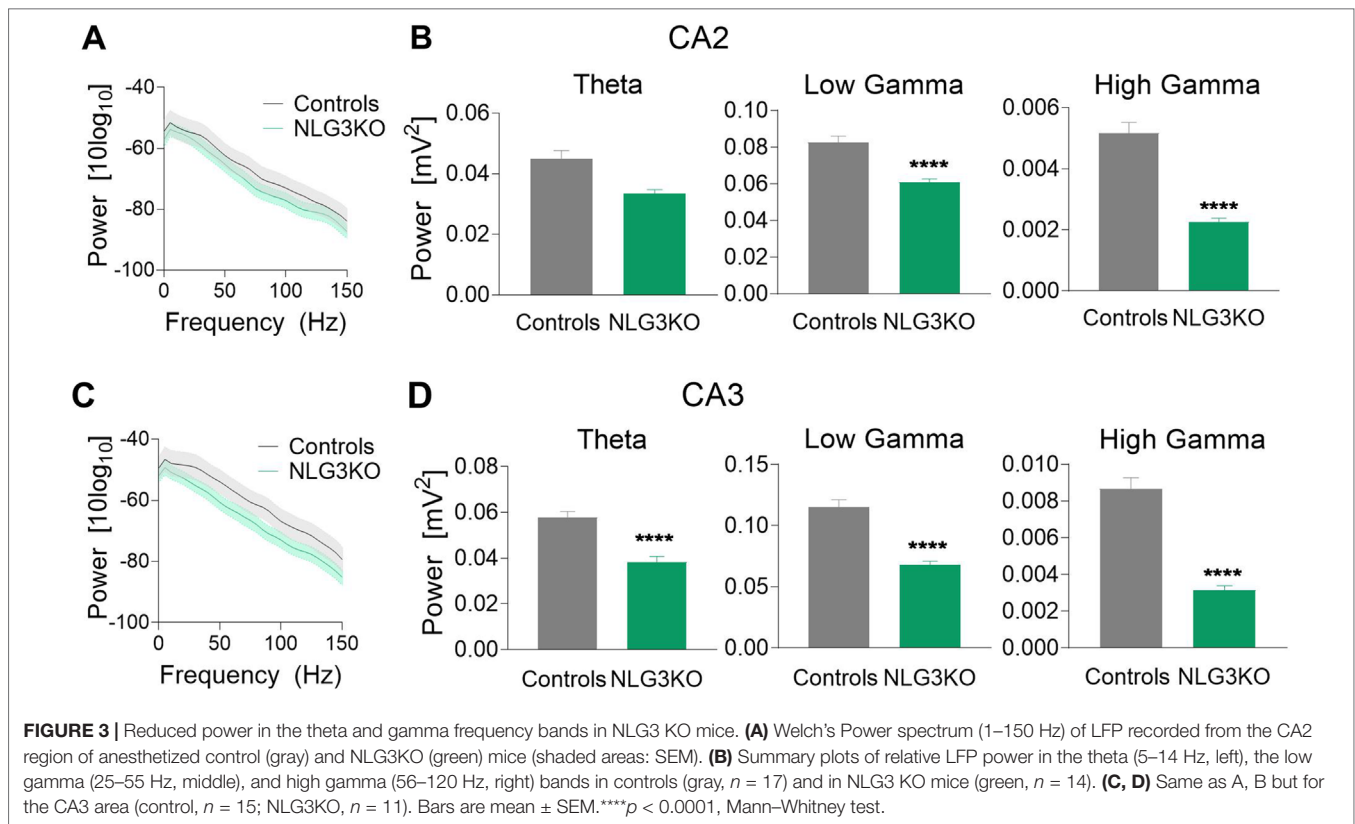 A
-40
-60
-80
-100
Power [10log10]
0 50 100 150
Frequency (Hz)
Controls
NLG3KO
B
CA2
Theta
0.06
0.04
0.02
0.00
Power [mV²]
Controls NLG3KO
Low Gamma
0.10
0.08
0.06
0.04
0.02
0.00
****
Controls NLG3KO
High Gamma
0.006
0.004
0.002
0.000
****
Controls NLG3KO
C
-40
-60
-80
-100
Power [10log10]
0 50 100 150
Frequency (Hz)
Controls
NLG3KO
D
CA3
Theta
0.08
0.06
0.04
0.02
0.00
Power [mV²]
****
Controls NLG3KO
Low Gamma
0.15
0.10
0.05
0.00
****
Controls NLG3KO
High Gamma
0.010
0.008
0.006
0.004
0.002
0.000
****
Controls NLG3KO
FIGURE 3 | Reduced power in the theta and gamma frequency bands in NLG3 KO mice. (A) Welch's Power spectrum (1–150 Hz) of LFP recorded from the CA2
region of anesthetized control (gray) and NLG3KO (green) mice (shaded areas: SEM). (B) Summary plots of relative LFP power in the theta (5–14 Hz, left), the low
gamma (25–55 Hz, middle), and high gamma (56–120 Hz, right) bands in controls (gray, n = 17) and in NLG3 KO mice (green, n = 14). (C, D) Same as A, B but for
the CA3 area (control, n = 15; NLG3KO, n = 11). Bars are mean ± SEM.****p < 0.0001, Mann–Whitney test.